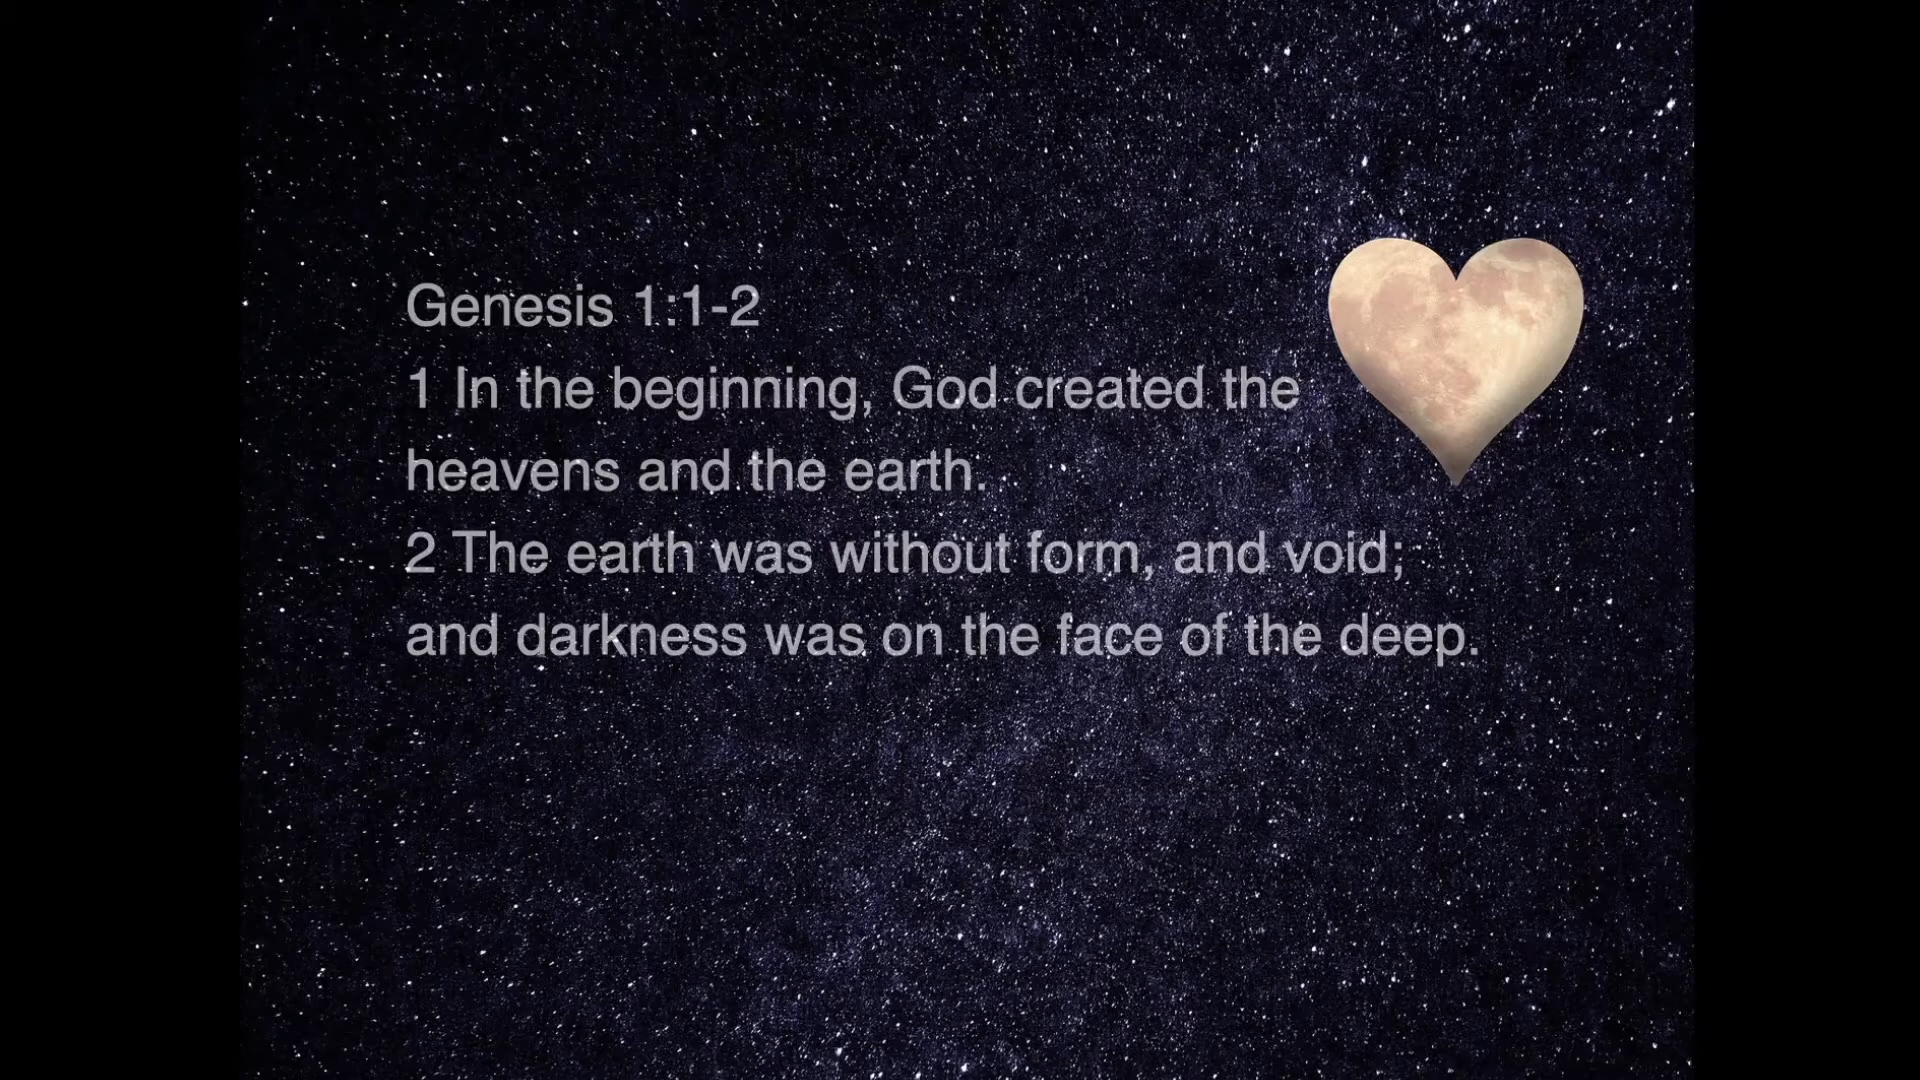 Genesis 1:1-2
1 In the beginning, God created the
heavens and the earth.
2 The earth was without form, and void;
and darkness was on the face of the deep.